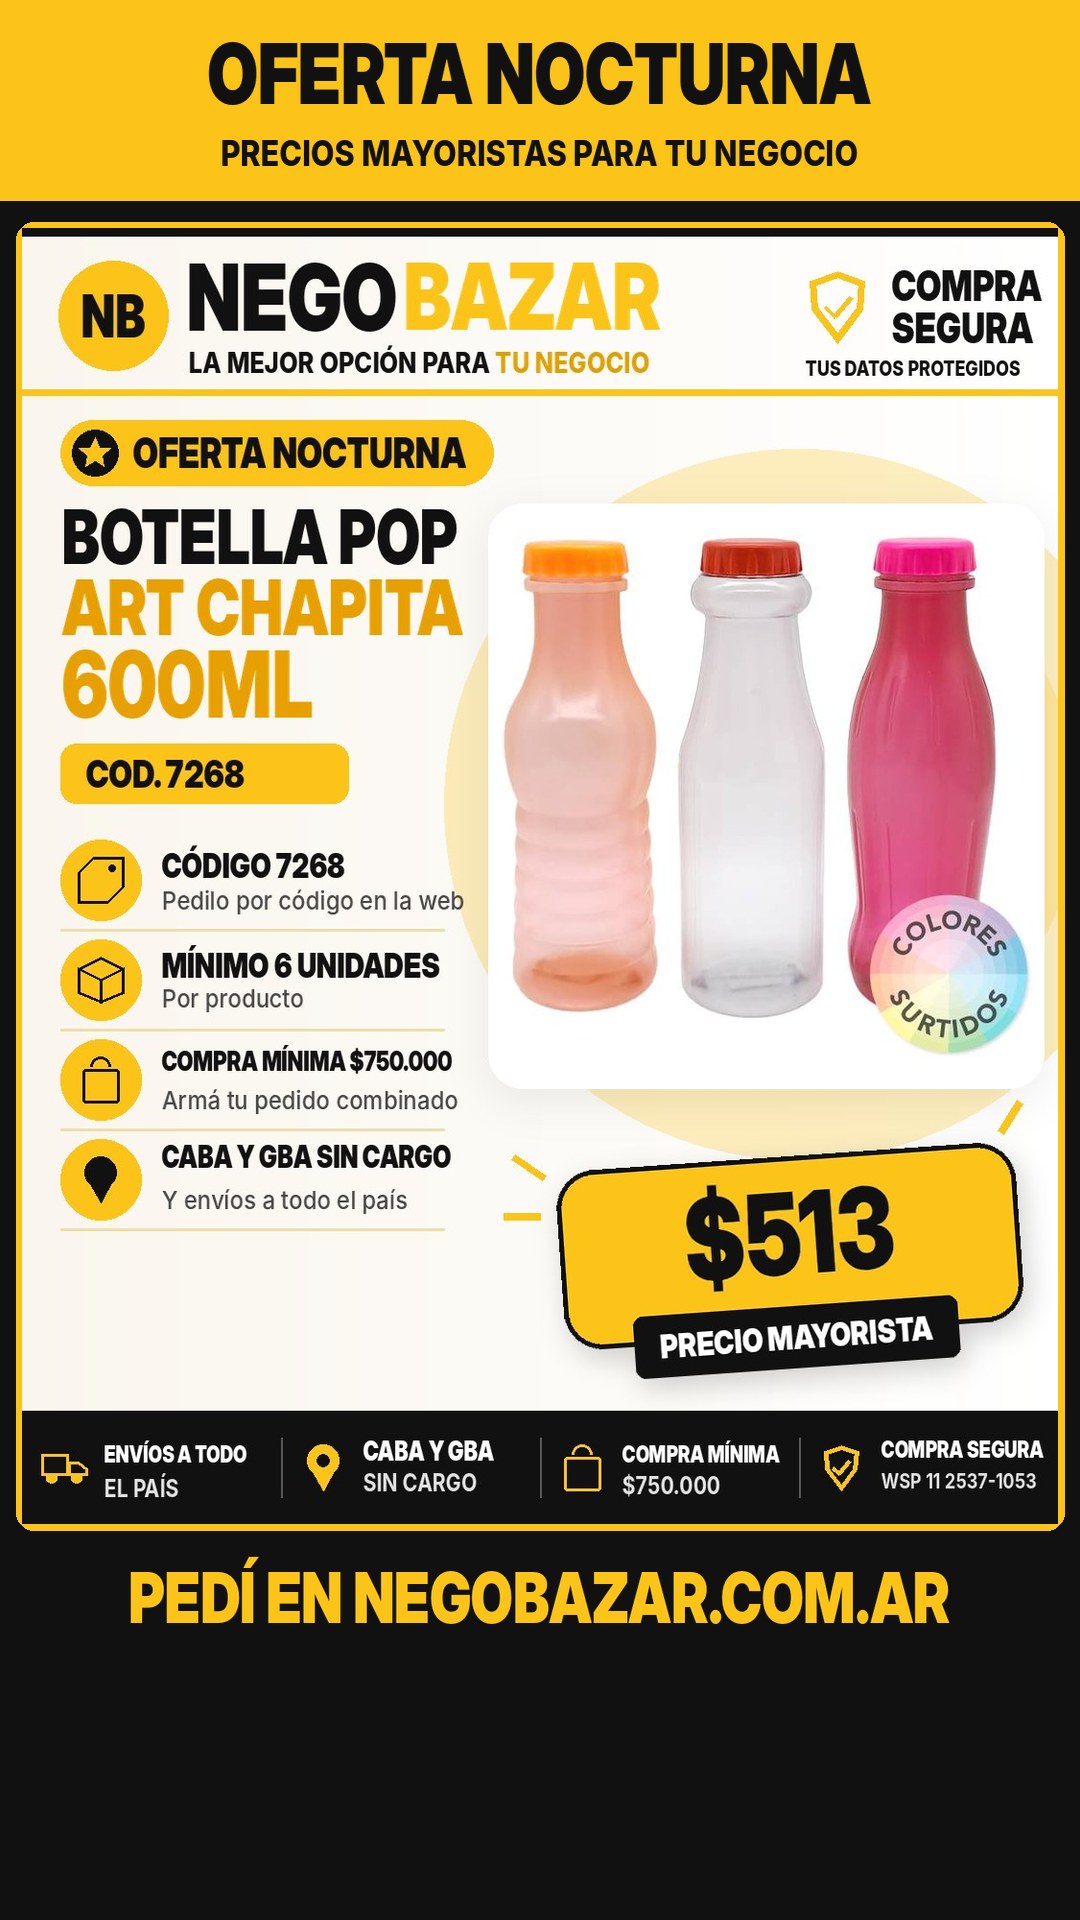 OFERTA NOCTURNA
PRECIOS MAYORISTAS PARA TU NEGOCIO
NB
NEGOBAZAR
LA MEJOR OPCIÓN PARA TU NEGOCIO
COMPRA
SEGURA
TUS DATOS PROTEGIDOS
OFERTA NOCTURNA
BOTELLA POP
ART CHAPITA
600ML
COD. 7268
CÓDIGO 7268
Pedilo por código en la web
MÍNIMO 6 UNIDADES
Por producto
COMPRA MÍNIMA $750.000
Armá tu pedido combinado
CABA Y GBA SIN CARGO
Y envíos a todo el país
COLORES
SURTIDOS
$513
PRECIO MAYORISTA
ENVÍOS A TODO
EL PAÍS
CABA Y GBA
SIN CARGO
COMPRA MÍNIMA
$750.000
COMPRA SEGURA
WSP 11 2537-1053
PEDÍ EN NEGOBAZAR.COM.AR